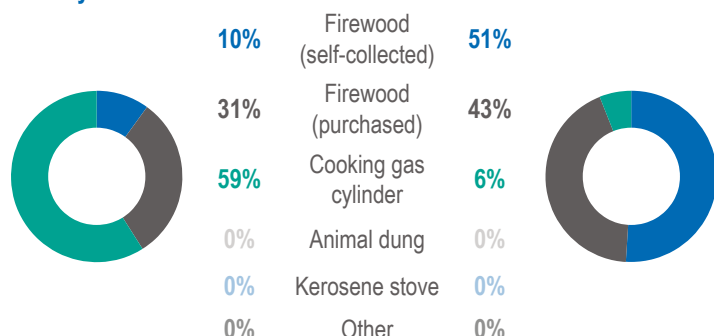 10% Firewood (self-collected) 51%
31% Firewood (purchased) 43%
59% Cooking gas cylinder 6%
0% Animal dung 0%
0% Kerosene stove 0%
0% Other 0%